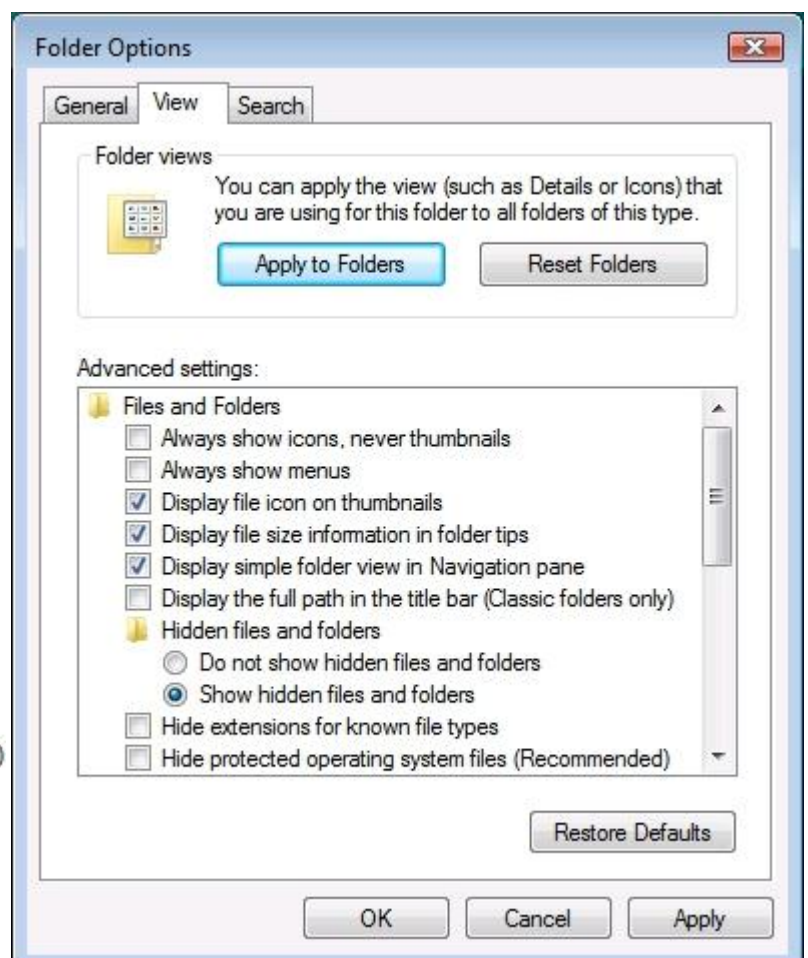 Folder Options
General
View
Search
Folder views
You can apply the view (such as Details or Icons) that
you are using for this folder to all folders of this type.
Apply to Folders
Reset Folders
Advanced settings:
Files and Folders
Always show icons, never thumbnails
Always show menus
Display file icon on thumbnails
Display file size information in folder tips
Display simple folder view in Navigation pane
Display the full path in the title bar (Classic folders only)
Hidden files and folders
Do not show hidden files and folders
Show hidden files and folders
Hide extensions for known file types
Hide protected operating system files (Recommended)
Restore Defaults
OK
Cancel
Apply